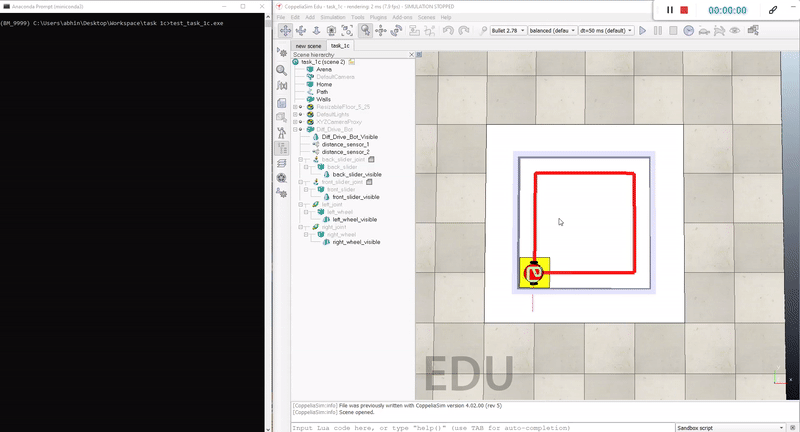 Anaconda Prompt (miniconda3)
(BM_9999) C:\Users\abhin\Desktop\Workspace\task 1c>test_task_1c.exe
CoppeliaSim Edu - task_1c - rendering: 2 ms (7.9 fps) - SIMULATION STOPPED
00:00:00
File Edit Add Simulation Tools Plugins Add-ons Scenes Help
Bullet 2.78
balanced (defau
dt=50 ms (default)
new scene
task_1c
Scene hierarchy
task_1c (scene 2)
Arena
DefaultCamera
Home
Path
Walls
ResizableFloor_5_25
DefaultLights
XYZCameraProxy
Diff_Drive_Bot
Diff_Drive_Bot_Visible
distance_sensor_1
distance_sensor_2
back_slider_joint
back_slider
back_slider_visible
front_slider_joint
front_slider
front_slider_visible
left_joint
left_wheel
left_wheel_visible
right_joint
right_wheel
right_wheel_visible
EDU
[CoppeliaSim:info] File was previously written with CoppeliaSim version 4.02.00 (rev 5)
[CoppeliaSim:info] Scene opened.
Input Lua code here, or type "help()" (use TAB for auto-completion)
Sandbox script